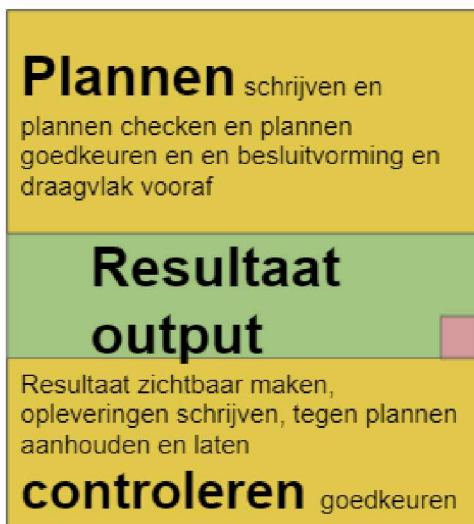 Plannen schrijven en
plannen checken en plannen
goedkeuren en en besluitvorming en
draagvlak vooraf
Resultaat
output
Resultaat zichtbaar maken,
opleveringen schrijven, tegen plannen
aanhouden en laten
controleren goedkeuren